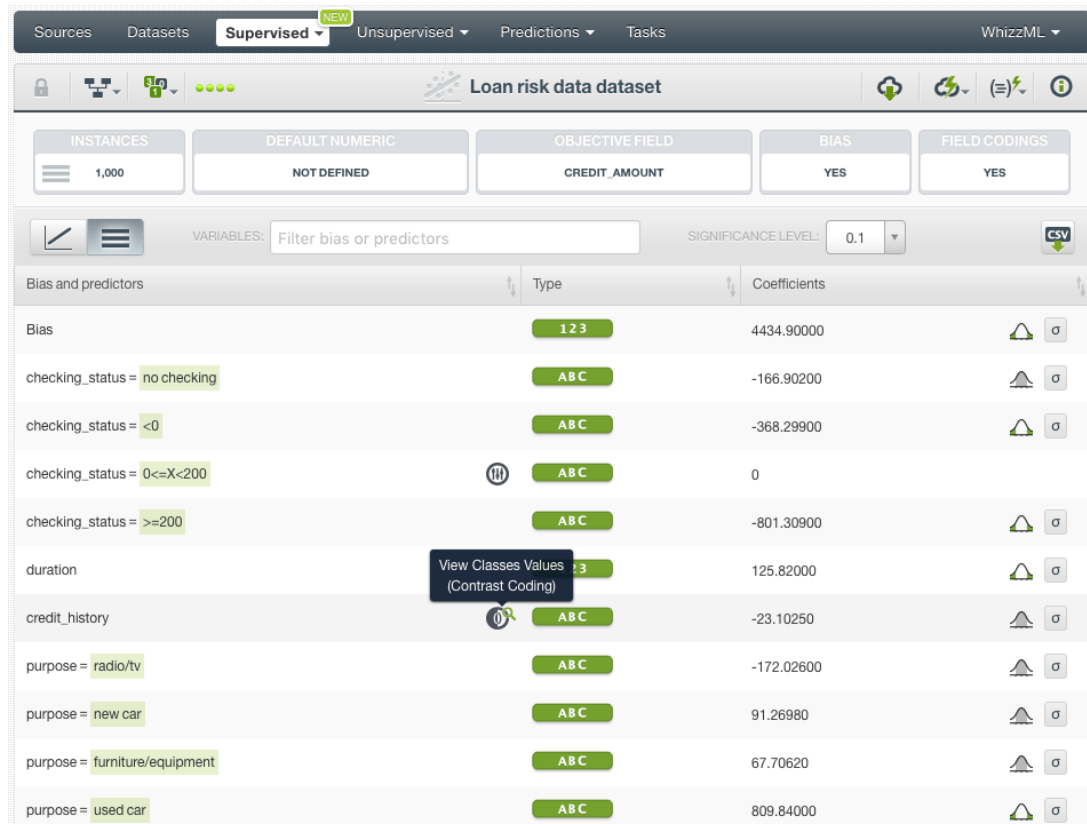 NEW
Sources Datasets Supervised Unsupervised Predictions Tasks WhizzML
Loan risk data dataset
INSTANCES DEFAULT NUMERIC OBJECTIVE FIELD BIAS FIELD CODINGS
1,000 NOT DEFINED CREDIT_AMOUNT YES YES
VARIABLES: Filter bias or predictors SIGNIFICANCE LEVEL: 0.1 CSV
Bias and predictors Type Coefficients
Bias 123 4434.90000 σ
checking_status = no checking ABC -166.90200 σ
checking_status = <0 ABC -368.29900 σ
checking_status = 0<=X<200 ABC 0
checking_status = >=200 ABC -801.30900 σ
View Classes Values
(Contrast Coding)
duration 23 125.82000 σ
credit_history ABC -23.10250 σ
purpose = radio/tv ABC -172.02600 σ
purpose = new car ABC 91.26980 σ
purpose = furniture/equipment ABC 67.70620 σ
purpose = used car ABC 809.84000 σ